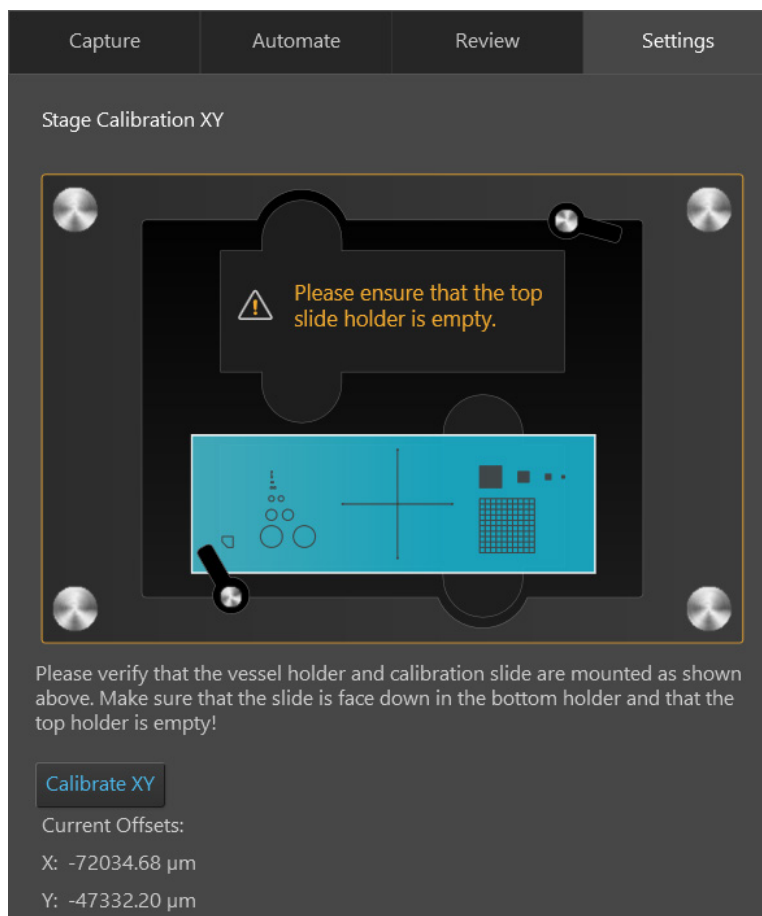 Capture Automate Review Settings
Stage Calibration XY
Please ensure that the top
slide holder is empty.
Please verify that the vessel holder and calibration slide are mounted as shown
above. Make sure that the slide is face down in the bottom holder and that the
top holder is empty!
Calibrate XY
Current Offsets:
X: -72034.68 µm
Y: -47332.20 µm